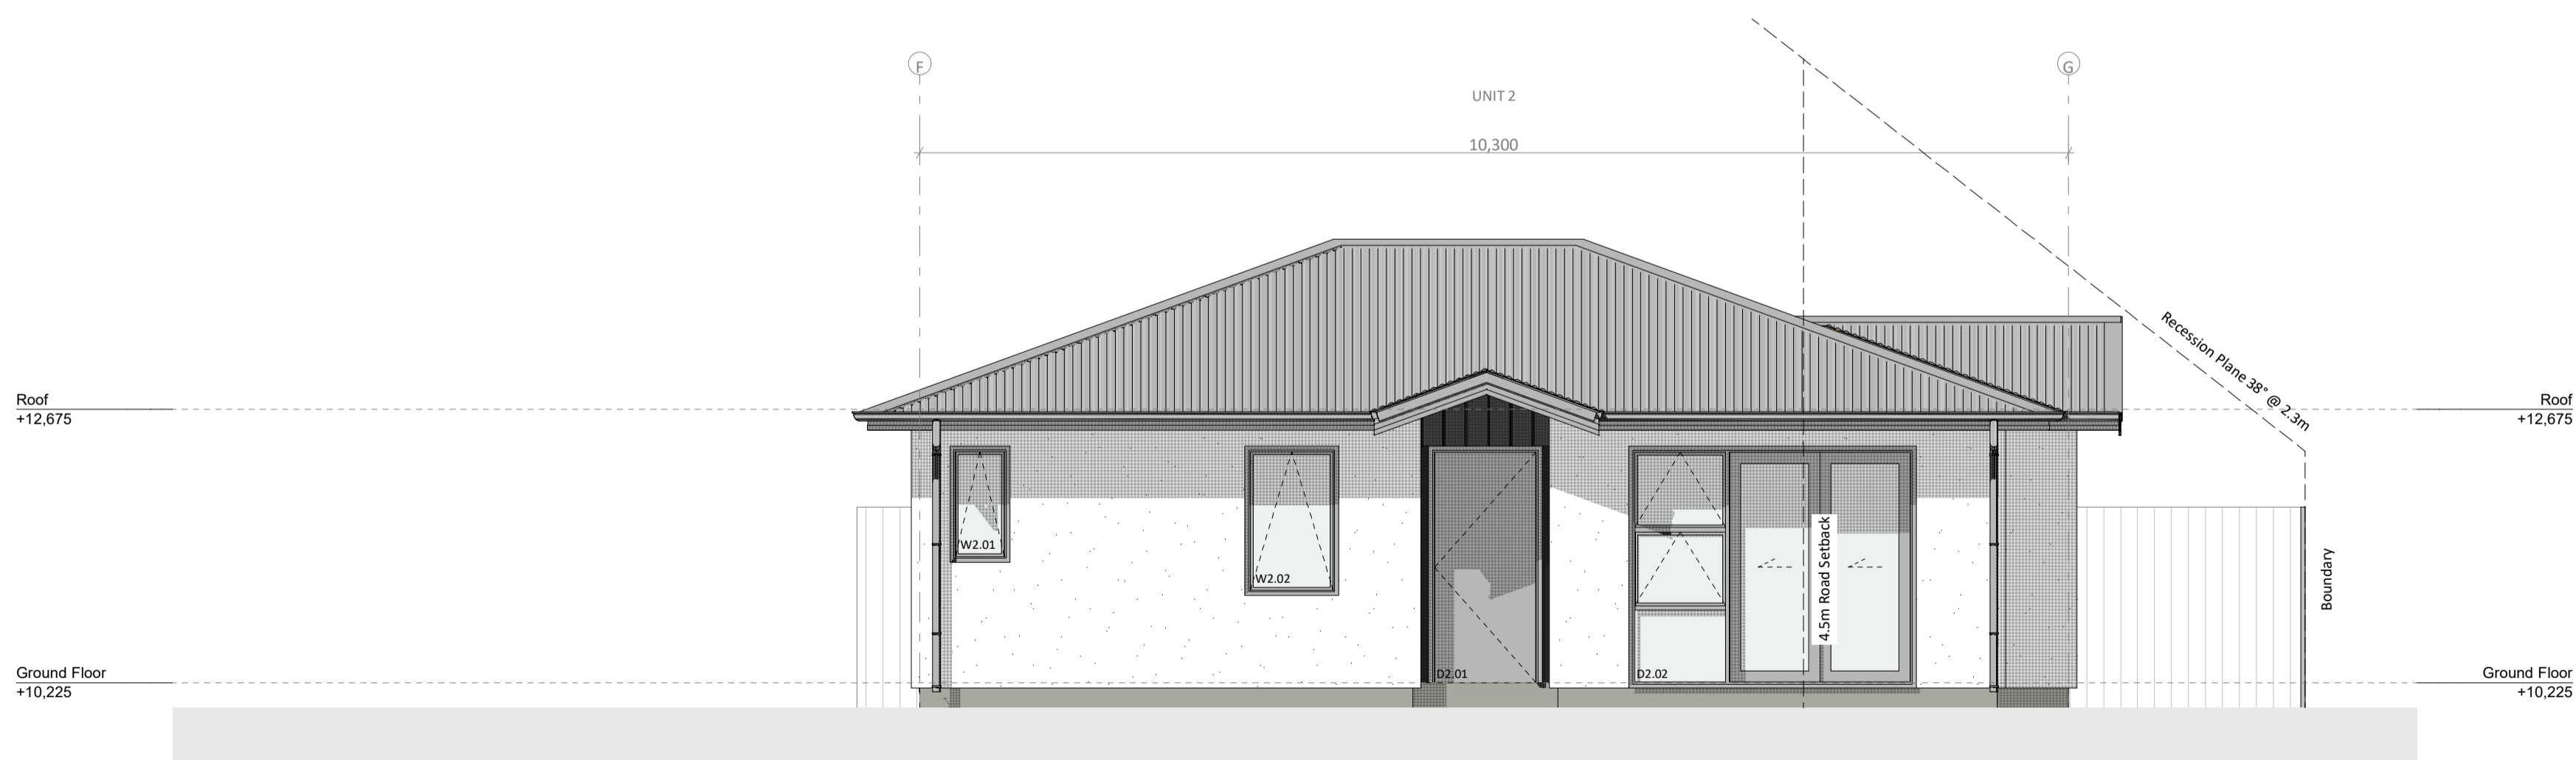 F
G
UNIT 2
10,300
Recession Plane 38° @ 2.3m
Roof
+12,675
Roof
+12,675
W2.01
W2.02
D2.01
D2.02
4.5m Road Setback
Boundary
Ground Floor
+10,225
Ground Floor
+10,225